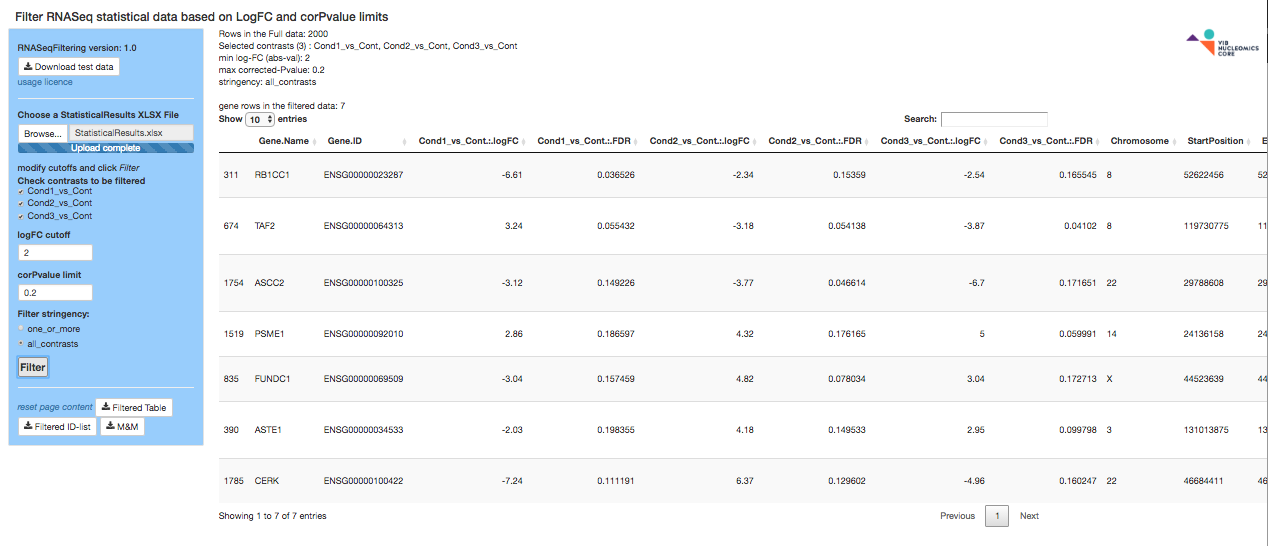 Filter RNASeq statistical data based on LogFC and corPvalue limits
RNASeqFiltering version: 1.0
Download test data
usage licence
Choose a StatisticalResults XLSX File
Browse... StatisticalResults.xlsx
Upload complete
modify cutoffs and click Filter
Check contrasts to be filtered
Cond1_vs_Cont
Cond2_vs_Cont
Cond3_vs_Cont
logFC cutoff
2
corPvalue limit
0.2
Filter stringency:
one_or_more
all_contrasts
Filter
reset page content Filtered Table
Filtered ID-list M&M
Rows in the Full data: 2000
Selected contrasts (3) : Cond1_vs_Cont, Cond2_vs_Cont, Cond3_vs_Cont
min log-FC (abs-val): 2
max corrected-Pvalue: 0.2
stringency: all_contrasts
VIB
NUCLEOMICS
CORE
gene rows in the filtered data: 7
Show 10 entries Search:
Gene.Name Gene.ID Cond1_vs_Cont.:.logFC Cond1_vs_Cont.:.FDR Cond2_vs_Cont.:.logFC Cond2_vs_Cont.:.FDR Cond3_vs_Cont.:.logFC Cond3_vs_Cont.:.FDR Chromosome StartPosition E
311 RB1CC1 ENSG00000023287 -6.61 0.036526 -2.34 0.15359 -2.54 0.165545 8 52622456 52
674 TAF2 ENSG00000064313 3.24 0.055432 -3.18 0.054138 -3.87 0.04102 8 119730775 11
1754 ASCC2 ENSG00000100325 -3.12 0.149226 -3.77 0.046614 -6.7 0.171651 22 29788608 29
1519 PSME1 ENSG00000092010 2.86 0.186597 4.32 0.176165 5 0.059991 14 24136158 24
835 FUNDC1 ENSG00000069509 -3.04 0.157459 4.82 0.078034 3.04 0.172713 X 44523639 44
390 ASTE1 ENSG00000034533 -2.03 0.198355 4.18 0.149533 2.95 0.099798 3 131013875 13
1785 CERK ENSG00000100422 -7.24 0.111191 6.37 0.129602 -4.96 0.160247 22 46684411 46
Showing 1 to 7 of 7 entries Previous 1 Next